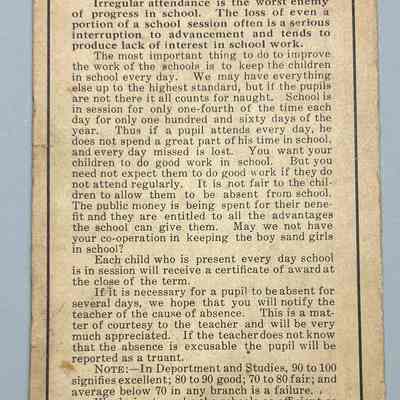 Irregular attendance is the worst enemy
of progress in school. The loss of even a
portion of a school session often is a serious
interruption to advancement and tends to
produce lack of interest in school work.
The most important thing to do to improve
the work of the schools is to keep the children
in school every day. We may have everything
else up to the highest standard, but if the pupils
are not there it all counts for naught. School is
in session for only one-fourth of the time each
day for only one hundred and sixty days of the
year. Thus if a pupil attends every day, he
does not spend a great part of his time in school,
and every day missed is lost. You want your
children to do good work in school. But you
need not expect them to do good work if they do
not attend regularly. It is not fair to the chil-
dren to allow them to be absent from school.
The public money is being spent for their bene-
fit and they are entitled to all the advantages
the school can give them. May we not have
your co-operation in keeping the boy sand girls
in school?
Each child who is present every day school
is in session will receive a certificate of award at
the close of the term.
If it is necessary for a pupil to be absent for
several days, we hope that you will notify the
teacher of the cause of absence. This is a mat-
ter of courtesy to the teacher and will be very
much appreciated. If the teacher does not know
that the absence is excusable the pupil will be
reported as a truant.
NOTE:—In Deportment and Studies, 90 to
100 signifies excellent; 80 to 90 good; 70 to 80 fair; and
average below 70 in any branch is a failure.